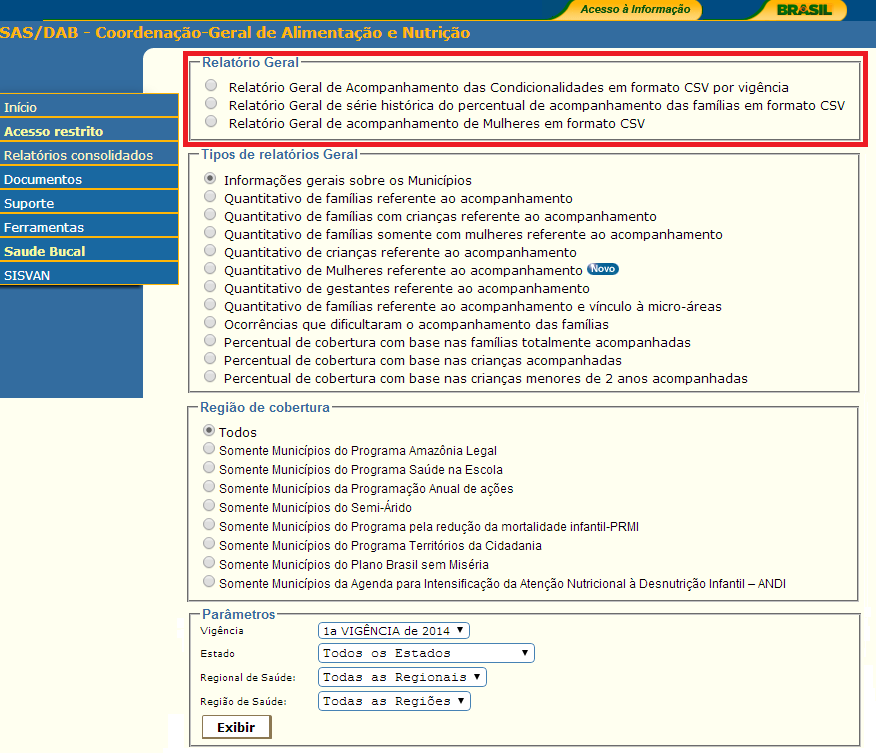 Acesso à Informação
BRASIL
SAS/DAB - Coordenação-Geral de Alimentação e Nutrição
Início
Acesso restrito
Relatórios consolidados
Documentos
Suporte
Ferramentas
Saude Bucal
SISVAN
Relatório Geral
Relatório Geral de Acompanhamento das Condicionalidades em formato CSV por vigência
Relatório Geral de série histórica do percentual de acompanhamento das famílias em formato CSV
Relatório Geral de acompanhamento de Mulheres em formato CSV
Tipos de relatórios Geral
Informações gerais sobre os Municípios
Quantitativo de famílias referente ao acompanhamento
Quantitativo de famílias com crianças referente ao acompanhamento
Quantitativo de famílias somente com mulheres referente ao acompanhamento
Quantitativo de crianças referente ao acompanhamento
Quantitativo de Mulheres referente ao acompanhamento Novo
Quantitativo de gestantes referente ao acompanhamento
Quantitativo de famílias referente ao acompanhamento e vínculo à micro-áreas
Ocorrências que dificultaram o acompanhamento das famílias
Percentual de cobertura com base nas famílias totalmente acompanhadas
Percentual de cobertura com base nas crianças acompanhadas
Percentual de cobertura com base nas crianças menores de 2 anos acompanhadas
Região de cobertura
Todos
Somente Municípios do Programa Amazônia Legal
Somente Municípios do Programa Saúde na Escola
Somente Municípios da Programação Anual de ações
Somente Municípios do Semi-Árido
Somente Municípios do Programa pela redução da mortalidade infantil-PRMI
Somente Municípios do Programa Territórios da Cidadania
Somente Municípios do Plano Brasil sem Miséria
Somente Municípios da Agenda para Intensificação da Atenção Nutricional à Desnutrição Infantil – ANDI
Parâmetros
Vigência 1a VIGÊNCIA de 2014
Estado Todos os Estados
Regional de Saúde: Todas as Regionais
Região de Saúde: Todas as Regiões
Exibir